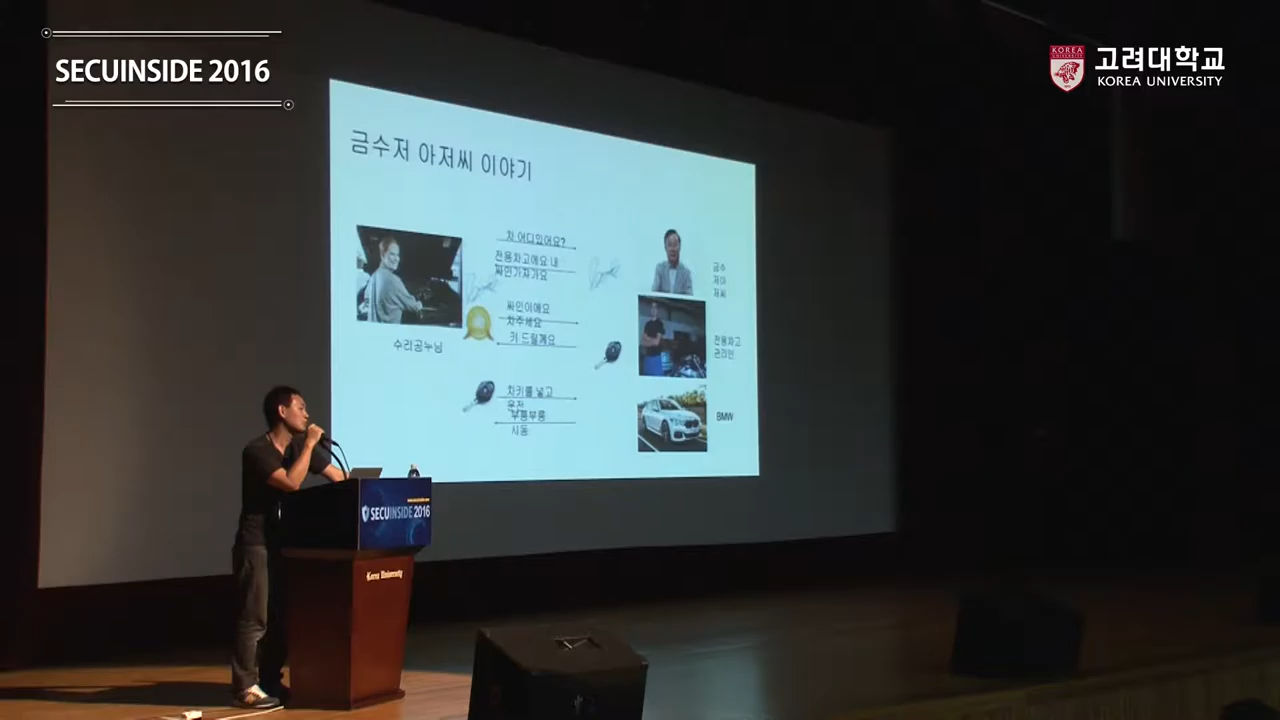 SECUINSIDE 2016
KOREA
UNIVERSITY
고려대학교
KOREA UNIVERSITY
금수저 아저씨 이야기
차 어디있어요?
전용차고에요 내
싸인가져가요
싸인이에요
차주세요
키 드릴께요
차키를 넣고
부릉부릉
시동
수리공누님
금수
저아
저씨
전용차고
관리인
BMW
SECUINSIDE 2016
Korea University